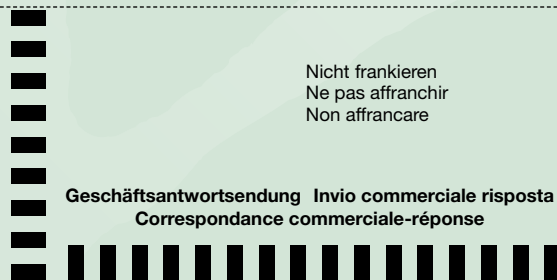 Nicht frankieren
Ne pas affranchir
Non affrancare
Geschäftsantwortsendung Invio commerciale risposta
Correspondance commerciale-réponse